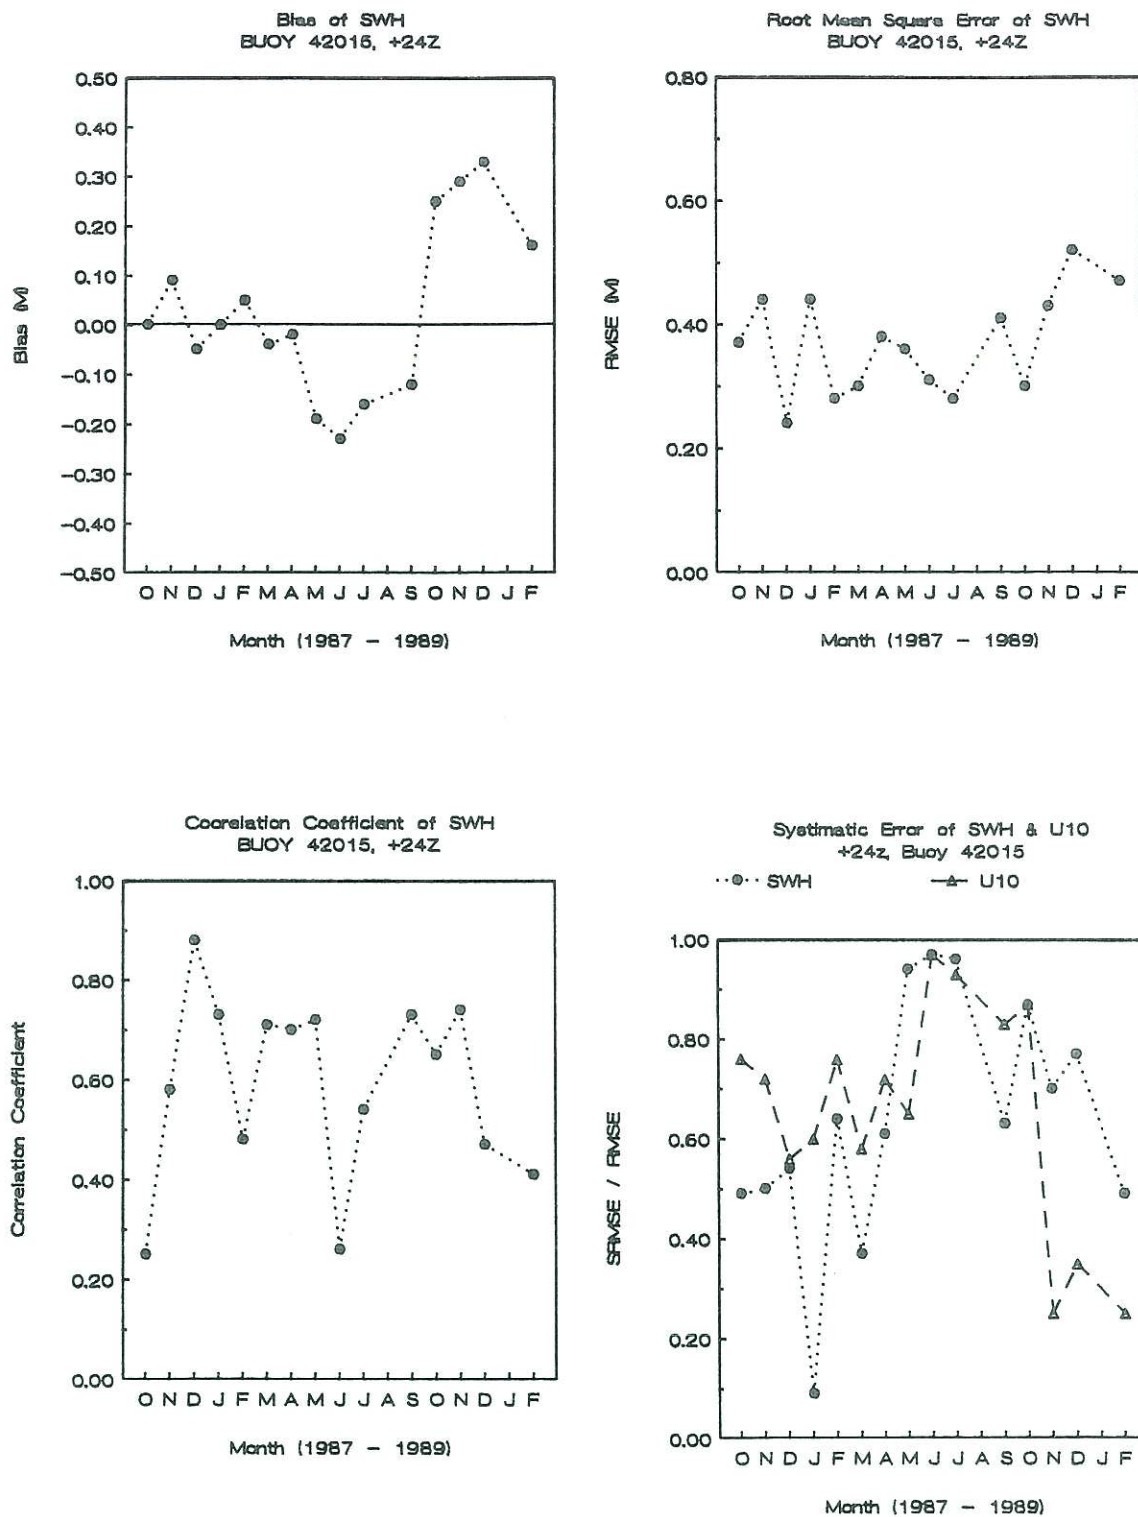 Bias of SWH
BUOY 42015, +24Z
0.50
0.40
0.30
0.20
0.10
0.00
-0.10
-0.20
-0.30
-0.40
-0.50
Bias (M)
O N D J F M A M J J A S O N D J F
Month (1987 - 1989)
Root Mean Square Error of SWH
BUOY 42015, +24Z
0.80
0.60
0.40
0.20
0.00
RMSE (M)
O N D J F M A M J J A S O N D J F
Month (1987 - 1989)
Coorelation Coefficient of SWH
BUOY 42015, +24Z
1.00
0.80
0.60
0.40
0.20
0.00
Correlation Coefficient
O N D J F M A M J J A S O N D J F
Month (1987 - 1989)
Systimatic Error of SWH & U10
+24z, Buoy 42015
SWH U10
1.00
0.80
0.60
0.40
0.20
0.00
SRMSE / RMSE
O N D J F M A M J J A S O N D J F
Month (1987 - 1989)